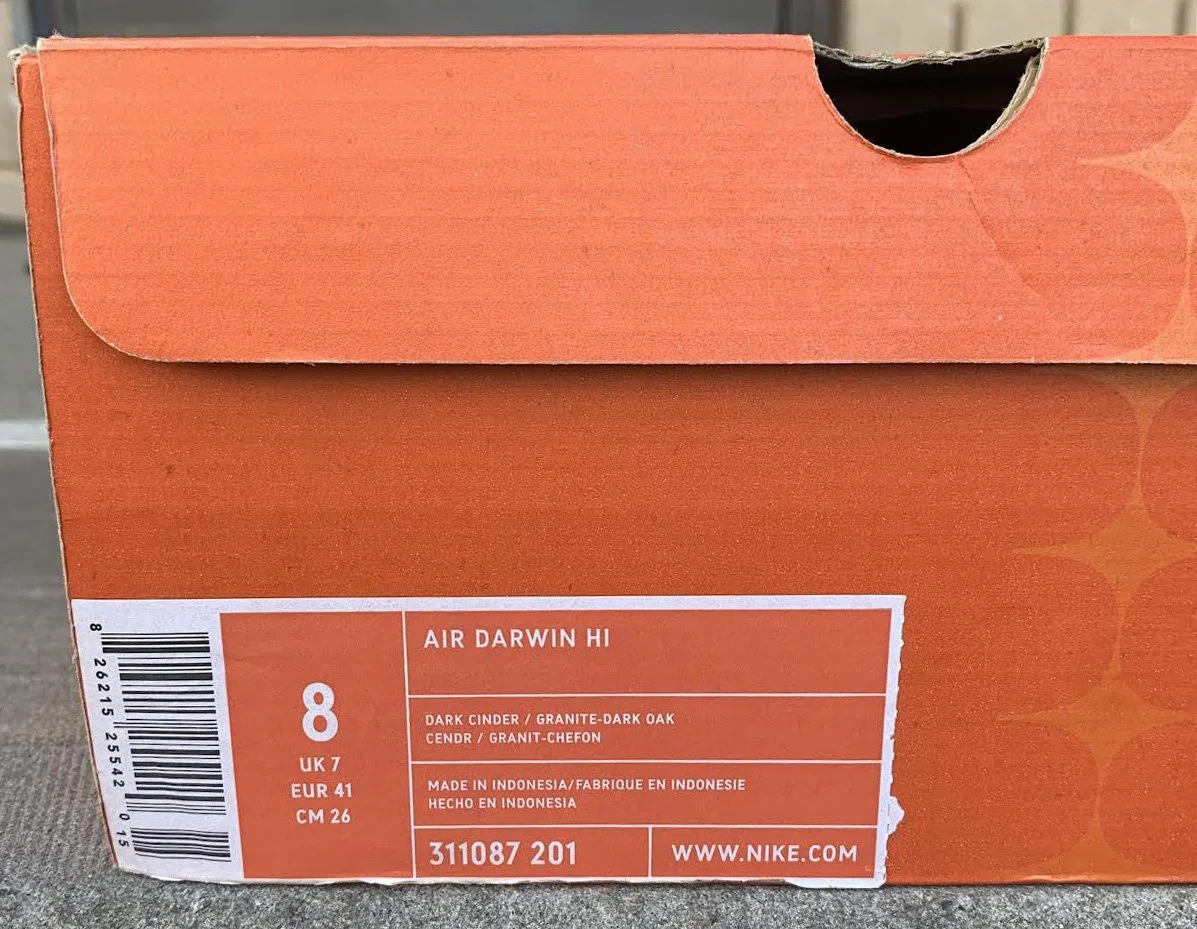 8 26215 25542 0 15
8
UK 7
EUR 41
CM 26
AIR DARWIN HI
DARK CINDER / GRANITE-DARK OAK
CENDR / GRANIT-CHEFON
MADE IN INDONESIA/FABRIQUE EN INDONESIE
HECHO EN INDONESIA
311087 201
WWW.NIKE.COM